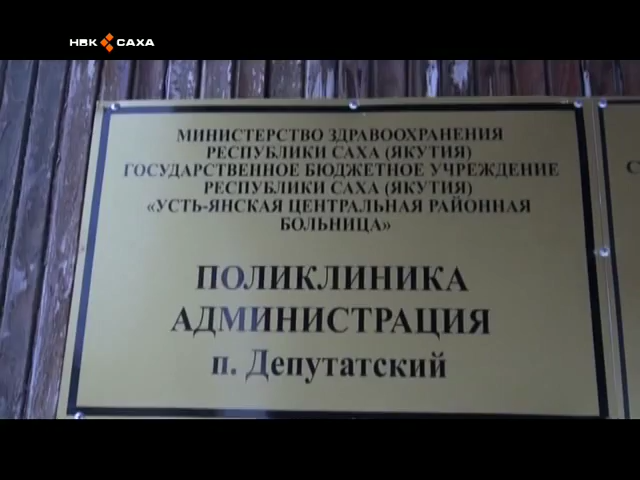 НВК САХА
МИНИСТЕРСТВО ЗДРАВООХРАНЕНИЯ
РЕСПУБЛИКИ САХА (ЯКУТИЯ)
ГОСУДАРСТВЕННОЕ БЮДЖЕТНОЕ УЧРЕЖДЕНИЕ
РЕСПУБЛИКИ САХА (ЯКУТИЯ)
«УСТЬ-ЯНСКАЯ ЦЕНТРАЛЬНАЯ РАЙОННАЯ
БОЛЬНИЦА»
ПОЛИКЛИНИКА
АДМИНИСТРАЦИЯ
п. Депутатский